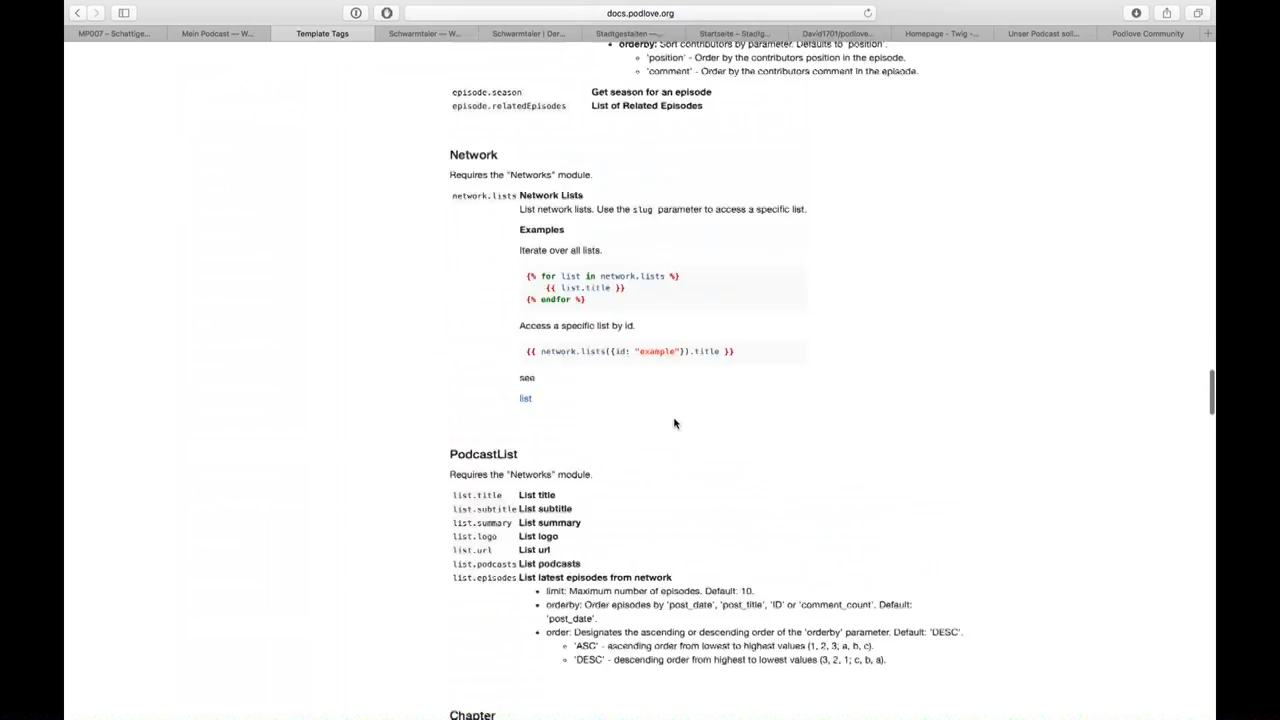 docs.podlove.org
MP007 – Schattige...
Mein Podcast — W...
Template Tags
Schwarmtaler — W...
Schwarmtaler | Der...
Stadtgestalten —...
Startseite – Stadtg...
David1701/podlove...
Homepage - Twig -...
Unser Podcast soll...
Podlove Community
orderby: Sort contributors by parameter. Defaults to 'position'.
'position' - Order by the contributors position in the episode.
'comment' - Order by the contributors comment in the episode.
episode.season Get season for an episode
episode.relatedEpisodes List of Related Episodes
Network
Requires the "Networks" module.
network.lists Network Lists
List network lists. Use the slug parameter to access a specific list.
Examples
Iterate over all lists.
{% for list in network.lists %}
{{ list.title }}
{% endfor %}
Access a specific list by id.
{{ network.lists({id: "example"}).title }}
see
list
PodcastList
Requires the "Networks" module.
list.title List title
list.subtitle List subtitle
list.summary List summary
list.logo List logo
list.url List url
list.podcasts List podcasts
list.episodes List latest episodes from network
limit: Maximum number of episodes. Default: 10.
orderby: Order episodes by 'post_date', 'post_title', 'ID' or 'comment_count'. Default:
'post_date'.
order: Designates the ascending or descending order of the 'orderby' parameter. Default: 'DESC'.
'ASC' - ascending order from lowest to highest values (1, 2, 3; a, b, c).
'DESC' - descending order from highest to lowest values (3, 2, 1; c, b, a).
Chapter